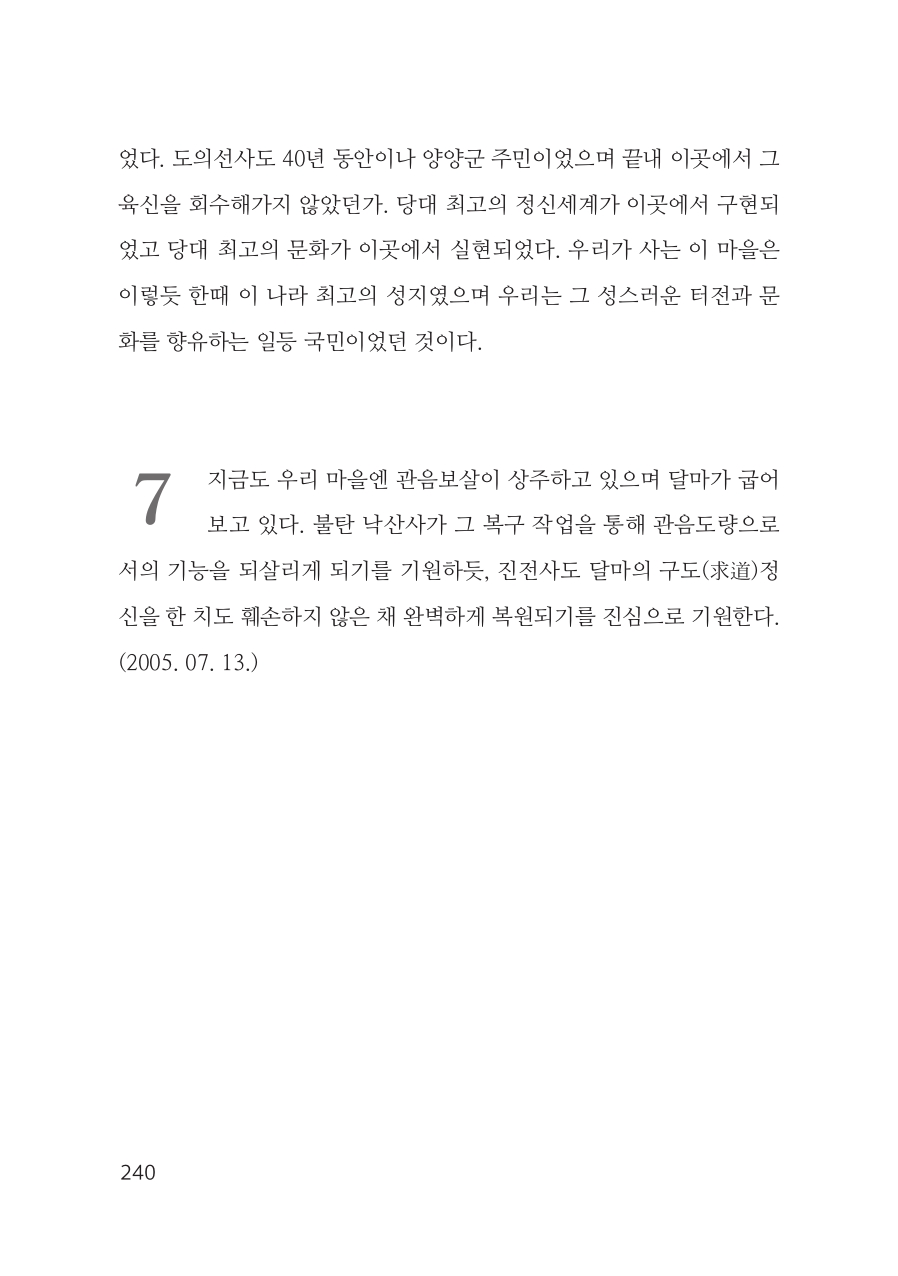 었다. 도의선사도 40년 동안이나 양양군 주민이었으며 끝내 이곳에서 그
육신을 회수해가지 않았던가. 당대 최고의 정신세계가 이곳에서 구현되
었고 당대 최고의 문화가 이곳에서 실현되었다. 우리가 사는 이 마을은
이렇듯 한때 이 나라 최고의 성지였으며 우리는 그 성스러운 터전과 문
화를 향유하는 일등 국민이었던 것이다.
7
지금도 우리 마을엔 관음보살이 상주하고 있으며 달마가 굽어
보고 있다. 불탄 낙산사가 그 복구 작업을 통해 관음도량으로
서의 기능을 되살리게 되기를 기원하듯, 진전사도 달마의 구도(求道)정
신을 한 치도 훼손하지 않은 채 완벽하게 복원되기를 진심으로 기원한다.
(2005. 07. 13.)
240